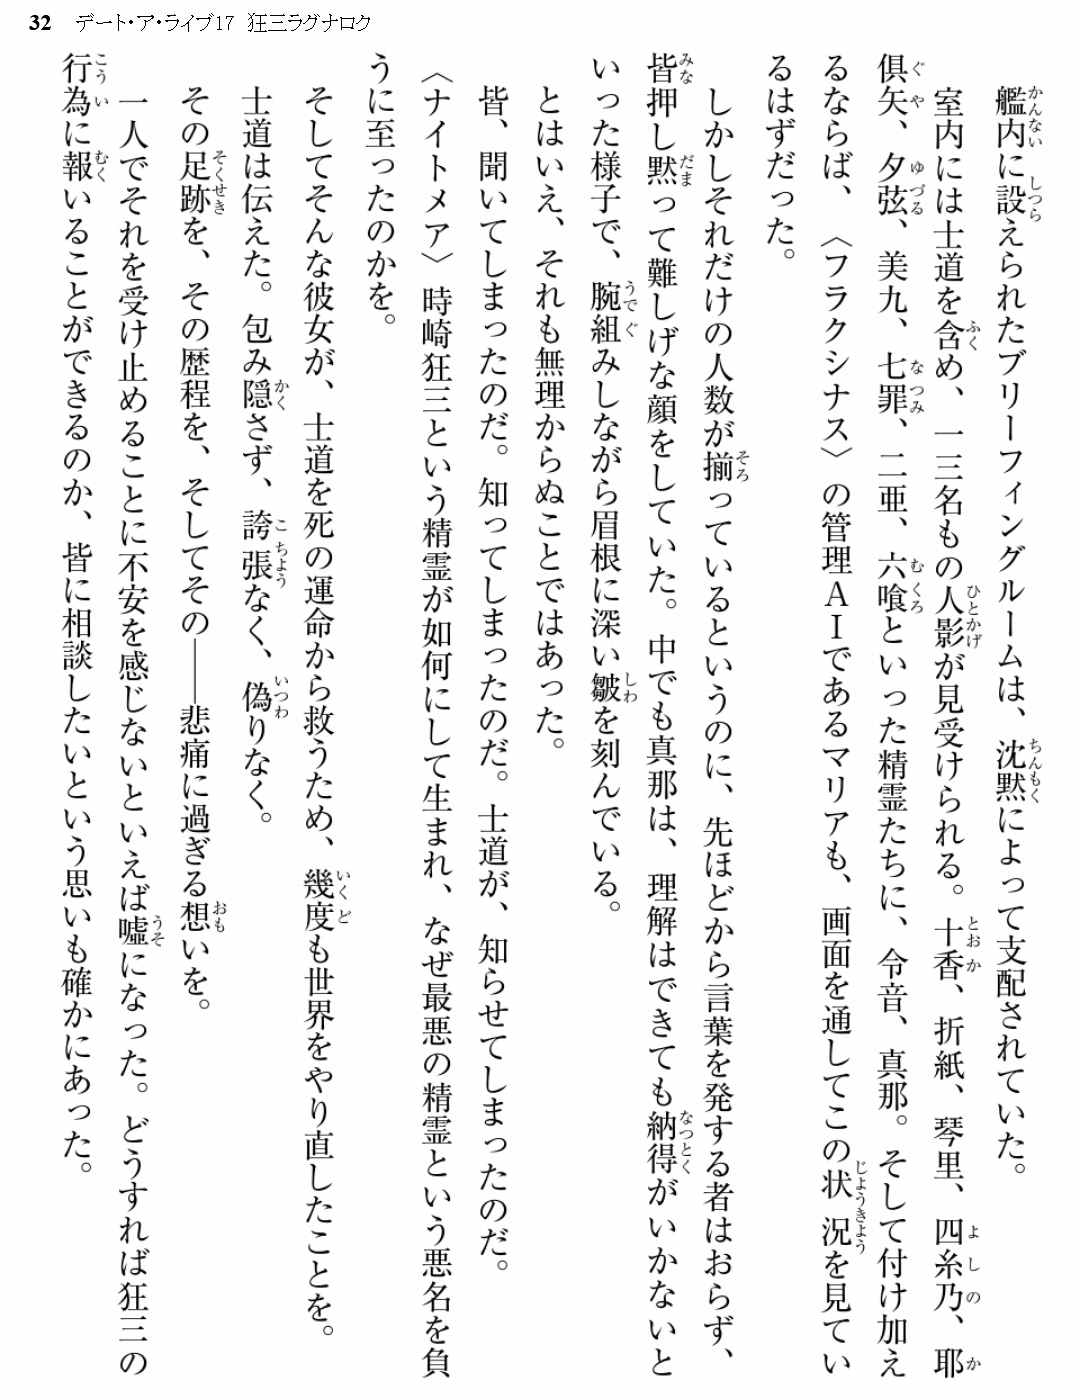 32 デート・ア・ライブ17 狂三ラグナロク
艦内に設えられたブリーフィングルームは、沈黙によって支配されていた。
室内には士道を含め、一三名もの人影が見受けられる。十香、折紙、琴里、四糸乃、耶
倶矢、夕弦、美九、七罪、二亜、六喰といった精霊たちに、令音、真那。そして付け加え
るならば、〈フラクシナス〉の管理ＡＩであるマリアも、画面を通してこの状況を見てい
るはずだった。
しかしそれだけの人数が揃っているというのに、先ほどから言葉を発する者はおらず、
皆押し黙って難しげな顔をしていた。中でも真那は、理解はできても納得がいかないと
いった様子で、腕組みしながら眉根に深い皺を刻んでいる。
とはいえ、それも無理からぬことではあった。
皆、聞いてしまったのだ。知ってしまったのだ。士道が、知らせてしまったのだ。
〈ナイトメア〉時崎狂三という精霊が如何にして生まれ、なぜ最悪の精霊という悪名を負
うに至ったのかを。
そしてそんな彼女が、士道を死の運命から救うため、幾度も世界をやり直したことを。
士道は伝えた。包み隠さず、誇張なく、偽りなく。
その足跡を、その歴程を、そしてその――悲痛に過ぎる想いを。
一人でそれを受け止めることに不安を感じないといえば嘘になった。どうすれば狂三の
行為に報いることができるのか、皆に相談したいという思いも確かにあった。